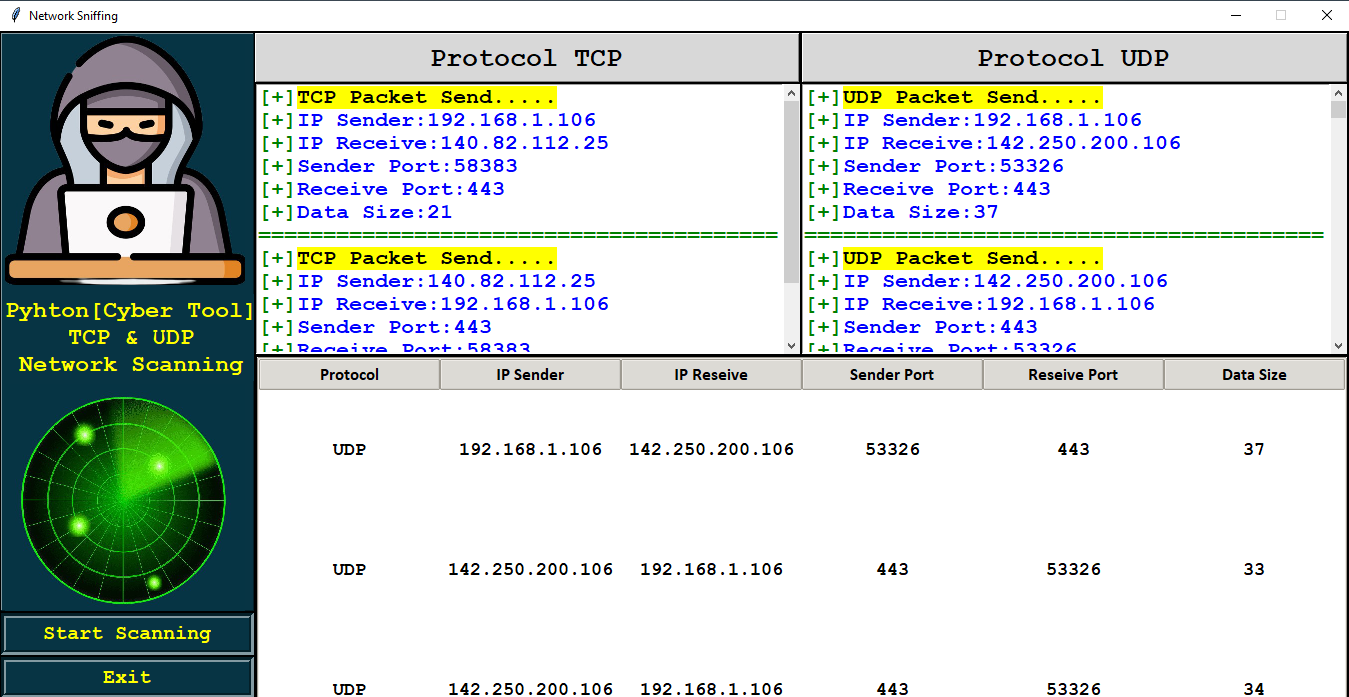 Network Sniffing
Pyhton[Cyber Tool]
TCP & UDP
Network Scanning
Start Scanning
Exit
Protocol TCP
[+]TCP Packet Send.....
[+]IP Sender:192.168.1.106
[+]IP Receive:140.82.112.25
[+]Sender Port:58383
[+]Receive Port:443
[+]Data Size:21
========================================
[+]TCP Packet Send.....
[+]IP Sender:140.82.112.25
[+]IP Receive:192.168.1.106
[+]Sender Port:443
[+]Receive Port:58383
Protocol UDP
[+]UDP Packet Send.....
[+]IP Sender:192.168.1.106
[+]IP Receive:142.250.200.106
[+]Sender Port:53326
[+]Receive Port:443
[+]Data Size:37
========================================
[+]UDP Packet Send.....
[+]IP Sender:142.250.200.106
[+]IP Receive:192.168.1.106
[+]Sender Port:443
[+]Receive Port:53326
Protocol IP Sender IP Reseive Sender Port Reseive Port Data Size
UDP 192.168.1.106 142.250.200.106 53326 443 37
UDP 142.250.200.106 192.168.1.106 443 53326 33
UDP 142.250.200.106 192.168.1.106 443 53326 34